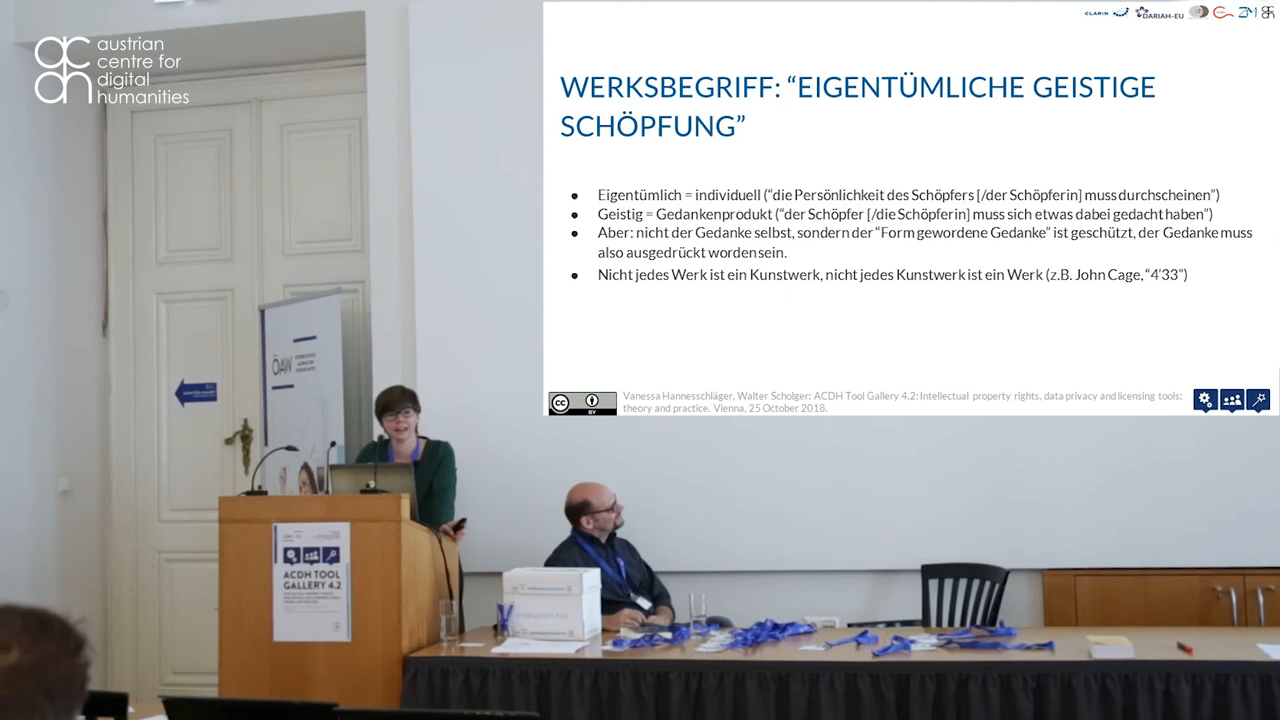 austrian
centre for
digital
humanities
CLARIN
DARIAH-EU
WERKSBEGRIFF: “EIGENTÜMLICHE GEISTIGE
SCHÖPFUNG”
● Eigentümlich = individuell (“die Persönlichkeit des Schöpfers [/der Schöpferin] muss durchscheinen”)
● Geistig = Gedankenprodukt (“der Schöpfer [/die Schöpferin] muss sich etwas dabei gedacht haben”)
● Aber: nicht der Gedanke selbst, sondern der “Form gewordene Gedanke” ist geschützt, der Gedanke muss
also ausgedrückt worden sein.
● Nicht jedes Werk ist ein Kunstwerk, nicht jedes Kunstwerk ist ein Werk (z.B. John Cage, “4’33”)
cc BY
Vanessa Hannesschläger, Walter Scholger: ACDH Tool Gallery 4.2: Intellectual property rights, data privacy and licensing tools:
theory and practice. Vienna, 25 October 2018.
ÖAW
ACDH TOOL
GALLERY 4.2